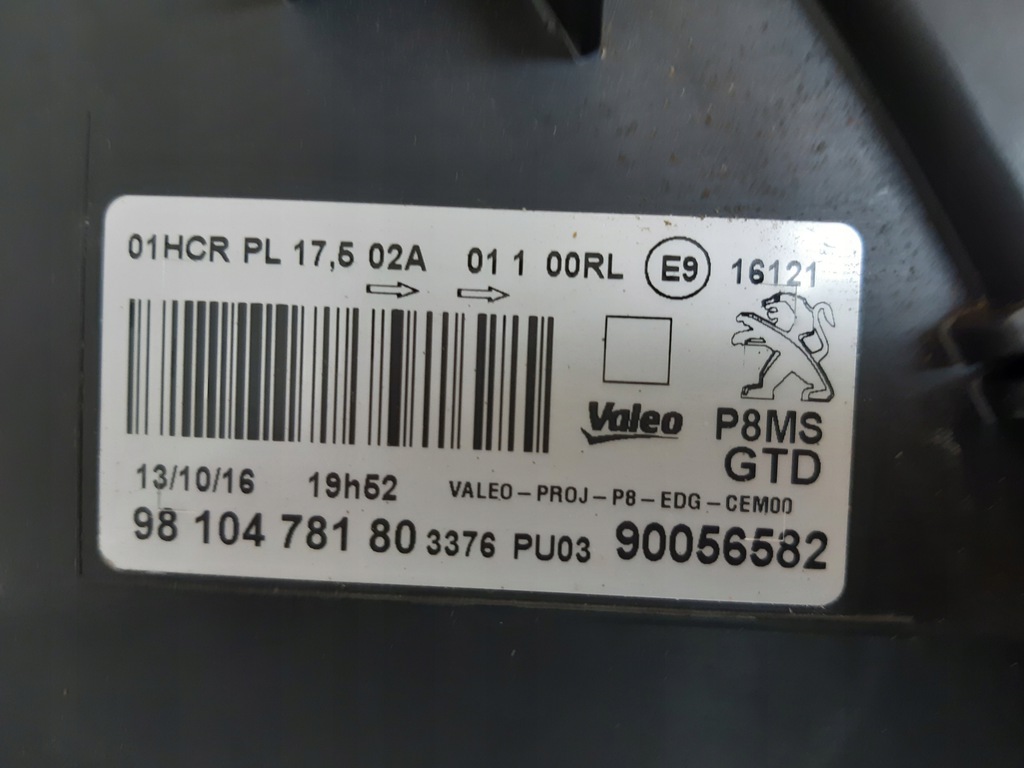 01HCR PL 17,5 02A 01 1 00RL E9 16121
Valeo
P8MS
GTD
13/10/16 19h52 VALEO-PROJ-P8-EDG-CEM00
98 104 781 80 3376 PU03 90056582